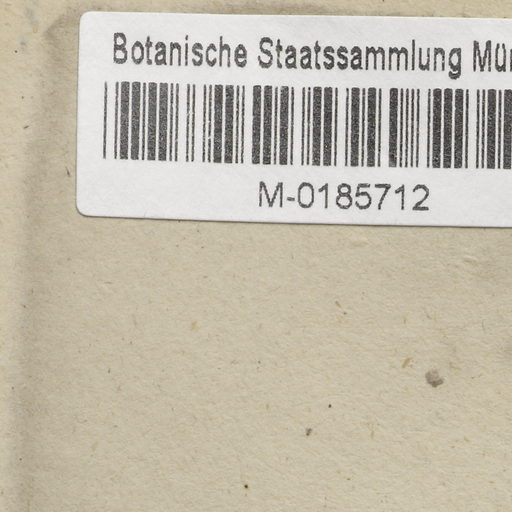 Botanische Staatssammlung Mün
M-0185712